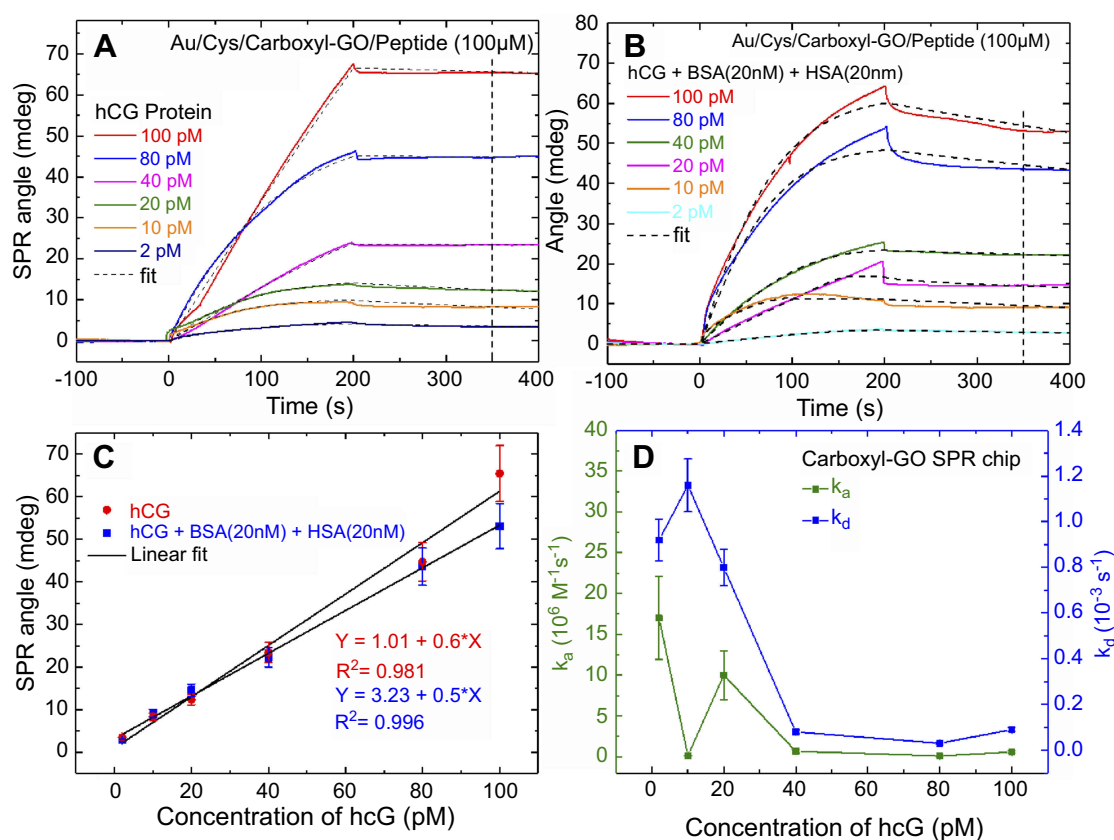 A
Au/Cys/Carboxyl-GO/Peptide (100µM)
hCG Protein
100 pM
80 pM
40 pM
20 pM
10 pM
2 pM
fit
SPR angle (mdeg)
70
60
50
40
30
20
10
0
-100 0 100 200 300 400
Time (s)
B
Au/Cys/Carboxyl-GO/Peptide (100µM)
hCG + BSA(20nM) + HSA(20nm)
100 pM
80 pM
40 pM
20 pM
10 pM
2 pM
fit
Angle (mdeg)
80
70
60
50
40
30
20
10
0
-100 0 100 200 300 400
Time (s)
C
hCG
hCG + BSA(20nM) + HSA(20nM)
Linear fit
Y = 1.01 + 0.6*X
R²= 0.981
Y = 3.23 + 0.5*X
R²= 0.996
SPR angle (mdeg)
70
60
50
40
30
20
10
0
0 20 40 60 80 100
Concentration of hcG (pM)
D
Carboxyl-GO SPR chip
kₐ
k_d
kₐ (10⁶ M⁻¹s⁻¹)
40
35
30
25
20
15
10
5
0
k_d (10⁻³ s⁻¹)
1.4
1.2
1.0
0.8
0.6
0.4
0.2
0.0
0 20 40 60 80 100
Concentration of hcG (pM)